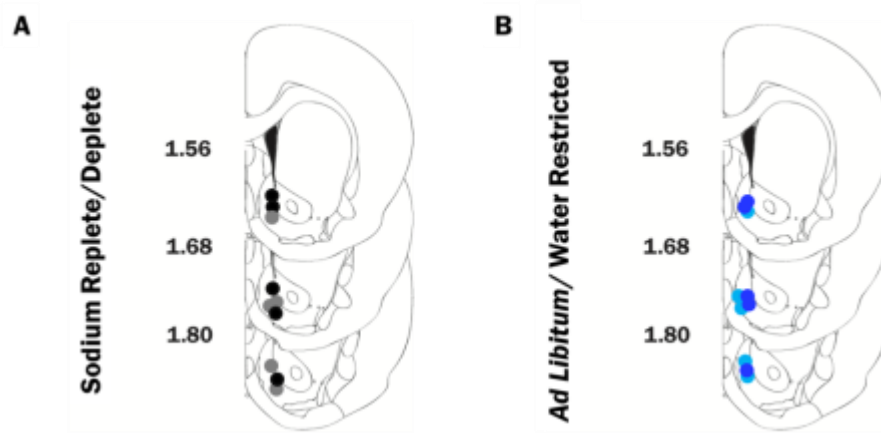 A
Sodium Replete/Deplete
1.56
1.68
1.80
B
Ad Libitum/ Water Restricted
1.56
1.68
1.80